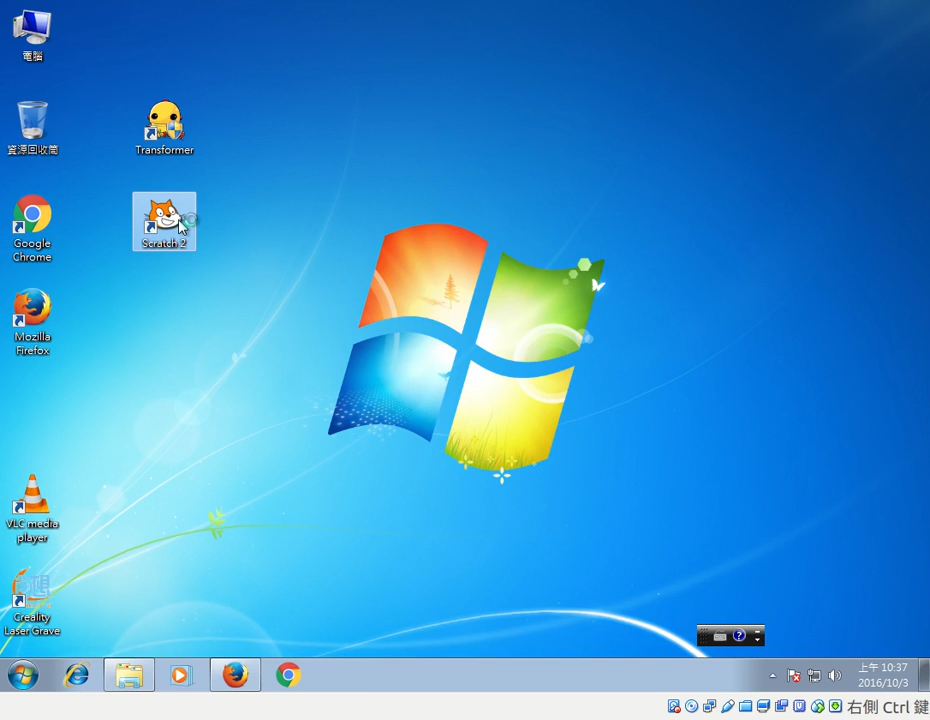 電腦
資源回收筒
Transformer
Google
Chrome
Scratch 2
Mozilla
Firefox
VLC media
player
Creality
Laser Grave
上午 10:37
2016/10/3
右側 Ctrl 鍵